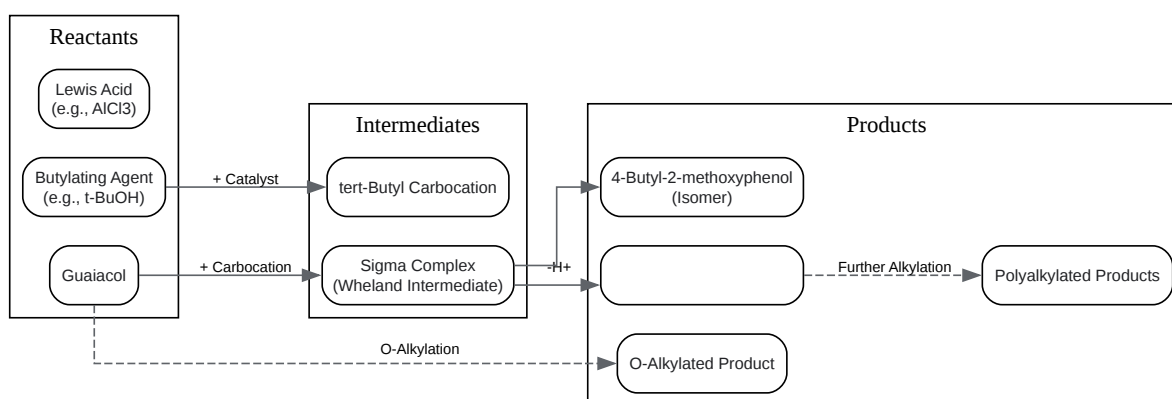 Reactants
Lewis Acid
(e.g., AlCl3)
Butylating Agent
(e.g., t-BuOH)
Guaiacol
+ Catalyst
+ Carbocation
O-Alkylation
Intermediates
tert-Butyl Carbocation
Sigma Complex
(Wheland Intermediate)
-H+
Products
4-Butyl-2-methoxyphenol
(Isomer)
Further Alkylation
Polyalkylated Products
O-Alkylated Product